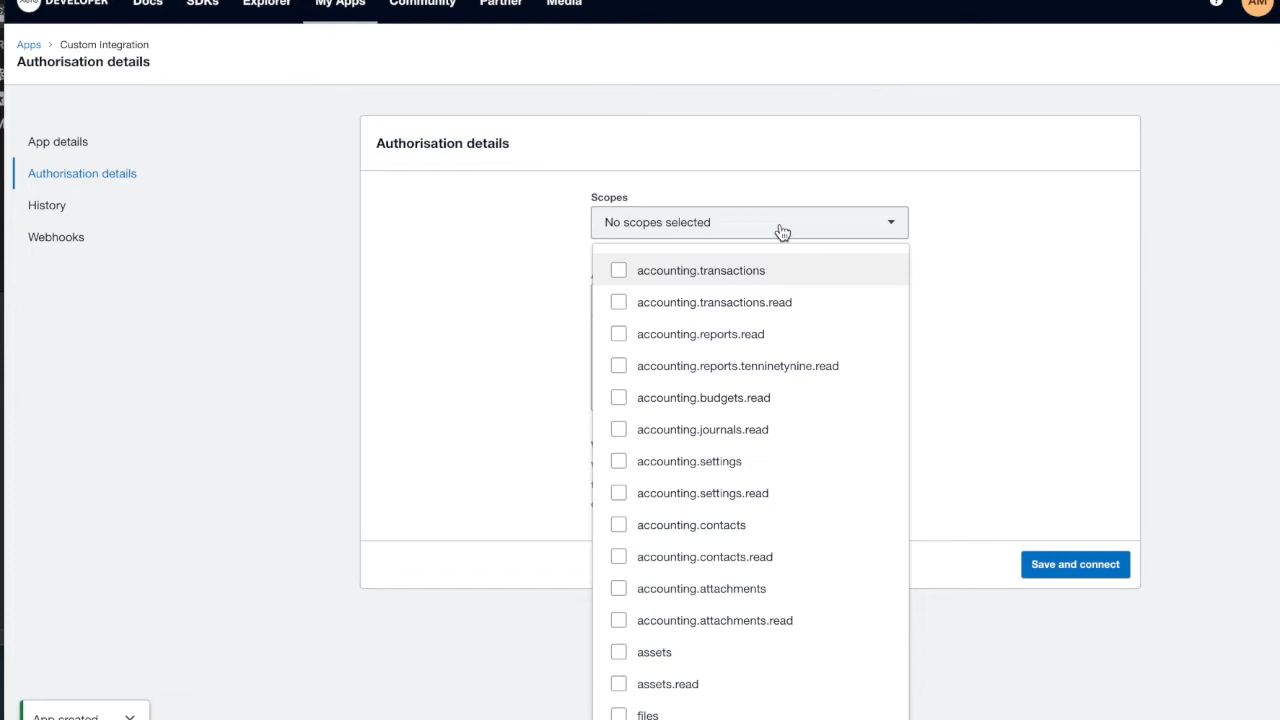 DEVELOPER
Docs
SDKs
Explorer
My Apps
Community
Partner
Media
AM
Apps > Custom Integration
Authorisation details
App details
Authorisation details
History
Webhooks
Authorisation details
Scopes
No scopes selected
accounting.transactions
accounting.transactions.read
accounting.reports.read
accounting.reports.tenninetynine.read
accounting.budgets.read
accounting.journals.read
accounting.settings
accounting.settings.read
accounting.contacts
accounting.contacts.read
accounting.attachments
accounting.attachments.read
assets
assets.read
files
Save and connect
App created